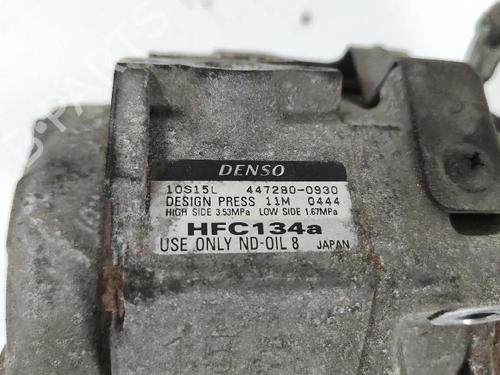 DENSO
10S15L 447280-0930
DESIGN PRESS 11M 0444
HIGH SIDE 3.53MPa LOW SIDE 1.67MPa
HFC134a
USE ONLY ND-OIL 8 JAPAN